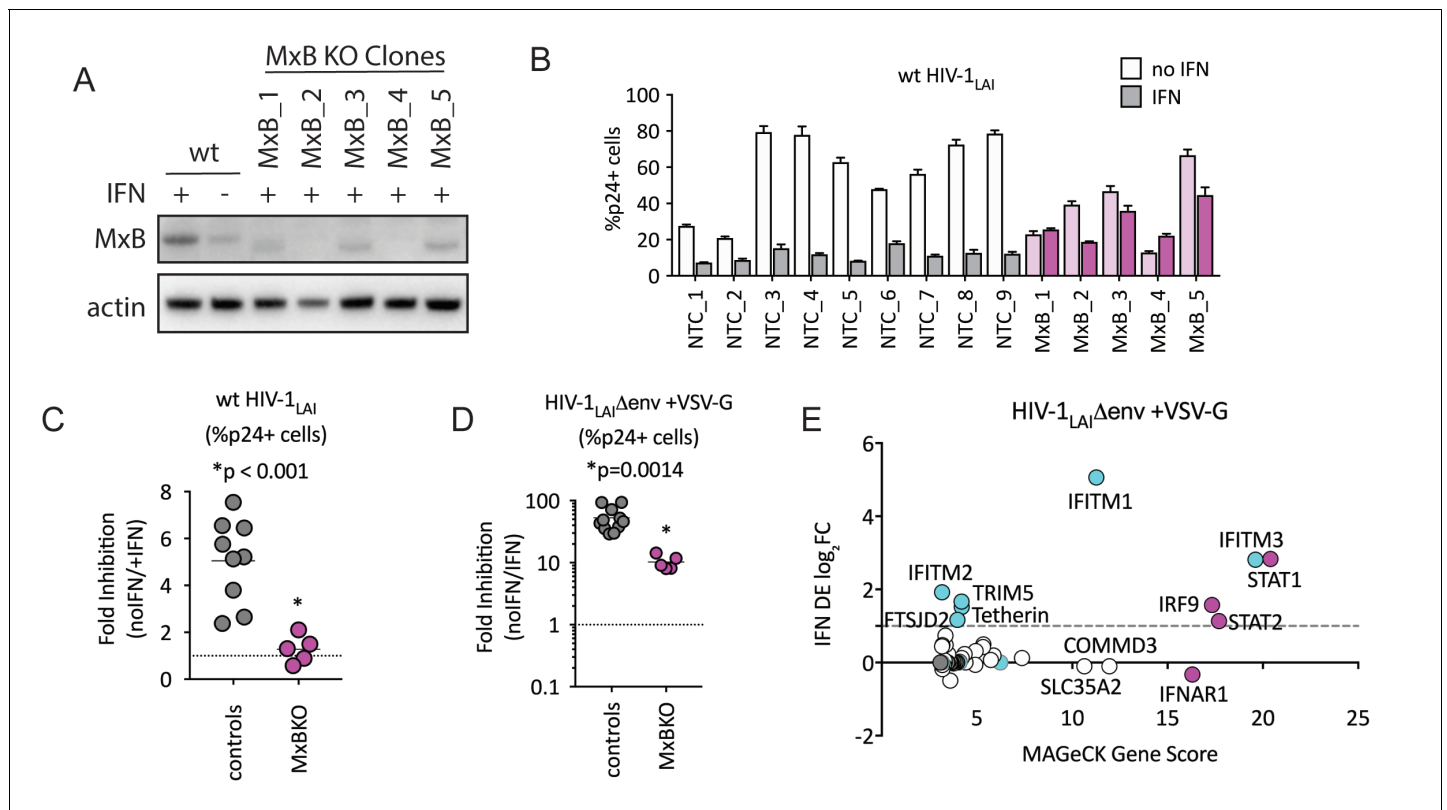 A
MxB KO Clones
wt
MxB_1
MxB_2
MxB_3
MxB_4
MxB_5
IFN + - + + + + +
MxB
actin
B
wt HIV-1LAI
no IFN
IFN
%p24+ cells
100
80
60
40
20
0
NTC_1
NTC_2
NTC_3
NTC_4
NTC_5
NTC_6
NTC_7
NTC_8
NTC_9
MxB_1
MxB_2
MxB_3
MxB_4
MxB_5
C
wt HIV-1LAI
(%p24+ cells)
*p < 0.001
Fold Inhibition
(noIFN/+IFN)
8
6
4
2
0
*
controls
MxBKO
D
HIV-1LAIΔenv +VSV-G
(%p24+ cells)
*p=0.0014
Fold Inhibition
(noIFN/IFN)
100
10
1
0.1
*
controls
MxBKO
E
HIV-1LAIΔenv +VSV-G
IFN DE log2FC
6
4
2
0
-2
IFITM1
IFITM3
STAT1
IFITM2
TRIM5
Tetherin
FTSJD2
IRF9
STAT2
COMMD3
SLC35A2
IFNAR1
5 10 15 20 25
MAGeCK Gene Score